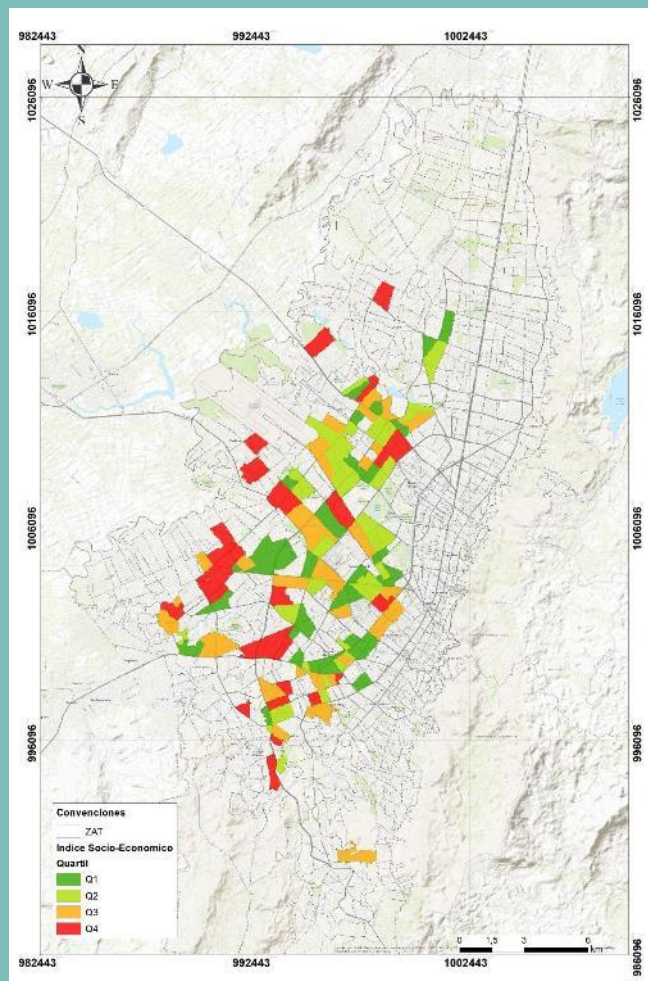 982443 992443 1002443
N
W E
S
1026096 1026096
1016096 1016096
1006096 1006096
996096 996096
Convenciones
ZAT
Indice Socio-Economico
Quartil
Q1
Q2
Q3
Q4
0 1,5 3 6
km
986096
982443 992443 1002443